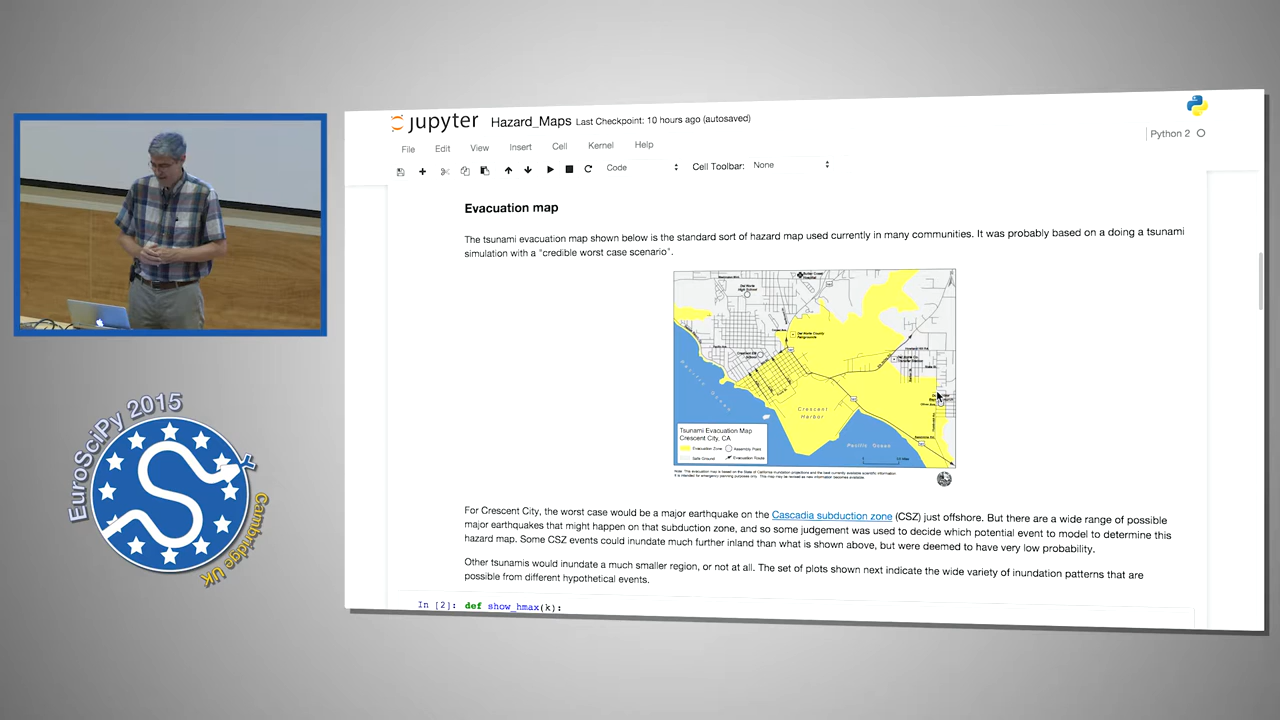 jupyter Hazard_Maps Last Checkpoint: 10 hours ago (autosaved)
Python 2
File Edit View Insert Cell Kernel Help
Code Cell Toolbar: None
Evacuation map
The tsunami evacuation map shown below is the standard sort of hazard map used currently in many communities. It was probably based on a doing a tsunami
simulation with a "credible worst case scenario".
Crescent
Harbor
Pacific Ocean
Tsunami Evacuation Map
Crescent City, CA
Evacuation Zone
Assembly Point
Safe Ground
Evacuation Route
For Crescent City, the worst case would be a major earthquake on the Cascadia subduction zone (CSZ) just offshore. But there are a wide range of possible
major earthquakes that might happen on that subduction zone, and so some judgement was used to decide which potential event to model to determine this
hazard map. Some CSZ events could inundate much further inland than what is shown above, but were deemed to have very low probability.
Other tsunamis would inundate a much smaller region, or not at all. The set of plots shown next indicate the wide variety of inundation patterns that are
possible from different hypothetical events.
In [2]: def show_hmax(k):
EuroSciPy 2015
Cambridge UK